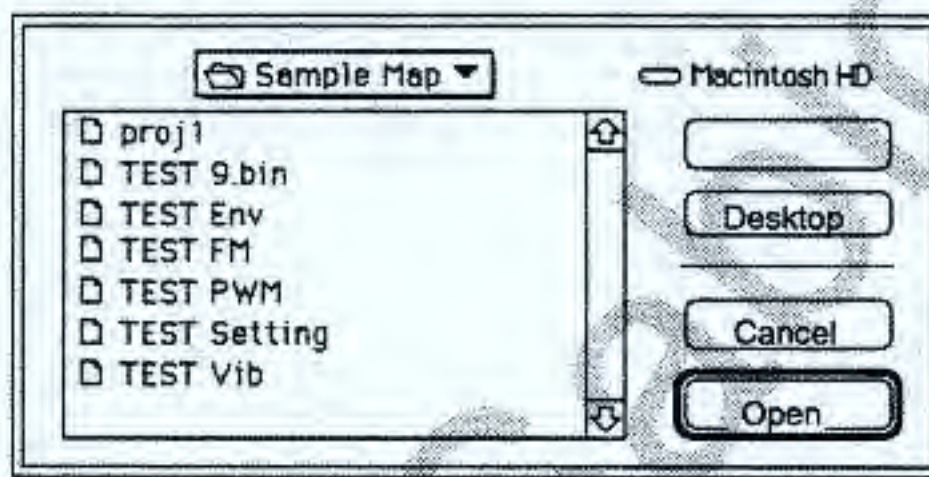 Sample Map
Macintosh HD
proj1
TEST 9.bin
TEST Env
TEST FM
TEST PWM
TEST Setting
TEST Vib
Desktop
Cancel
Open